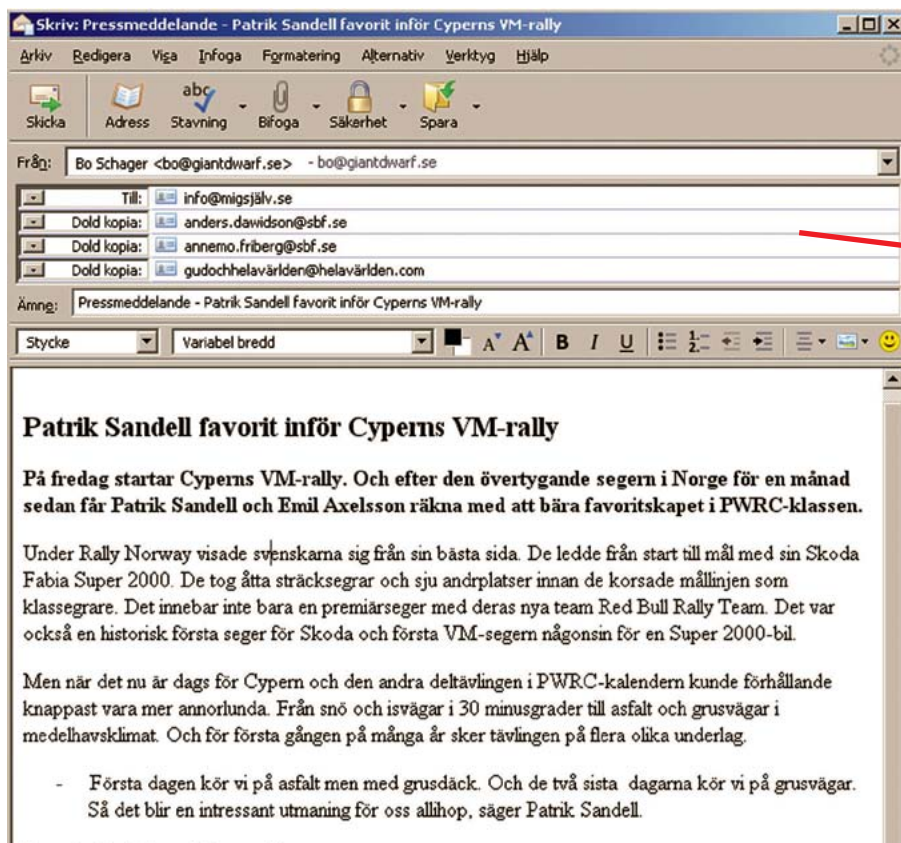 Skriv: Pressmeddelande - Patrik Sandell favorit inför Cyperns VM-rally
Arkiv Redigera Visa Infoga Formatering Alternativ Verktyg Hjälp
abc
Skicka Adress Stavning Bifoga Säkerhet Spara
Från: Bo Schager <bo@giantdwarf.se> - bo@giantdwarf.se
Till: info@migsjälv.se
Dold kopia: anders.dawidson@sbf.se
Dold kopia: annemo.friberg@sbf.se
Dold kopia: gudochhelavärlden@helavärlden.com
Ämne: Pressmeddelande - Patrik Sandell favorit inför Cyperns VM-rally
Stycke Variabel bredd A A B I U
Patrik Sandell favorit inför Cyperns VM-rally
På fredag startar Cyperns VM-rally. Och efter den övertygande segern i Norge för en månad
sedan får Patrik Sandell och Emil Axelsson räkna med att bära favoritskapet i PWRC-klassen.
Under Rally Norway visade svenskarna sig från sin bästa sida. De ledde från start till mål med sin Skoda
Fabia Super 2000. De tog åtta sträcksegrar och sju andrplatser innan de korsade mållinjen som
klassegrare. Det innebar inte bara en premiärseger med deras nya team Red Bull Rally Team. Det var
också en historisk första seger för Skoda och första VM-segern någonsin för en Super 2000-bil.
Men när det nu är dags för Cypern och den andra deltävlingen i PWRC-kalendern kunde förhållande
knappast vara mer annorlunda. Från snö och isvägar i 30 minusgrader till asfalt och grusvägar i
medelhavsklimat. Och för första gången på många år sker tävlingen på flera olika underlag.
- Första dagen kör vi på asfalt men med grusdäck. Och de två sista dagarna kör vi på grusvägar.
Så det blir en intressant utmaning för oss allihop, säger Patrik Sandell.